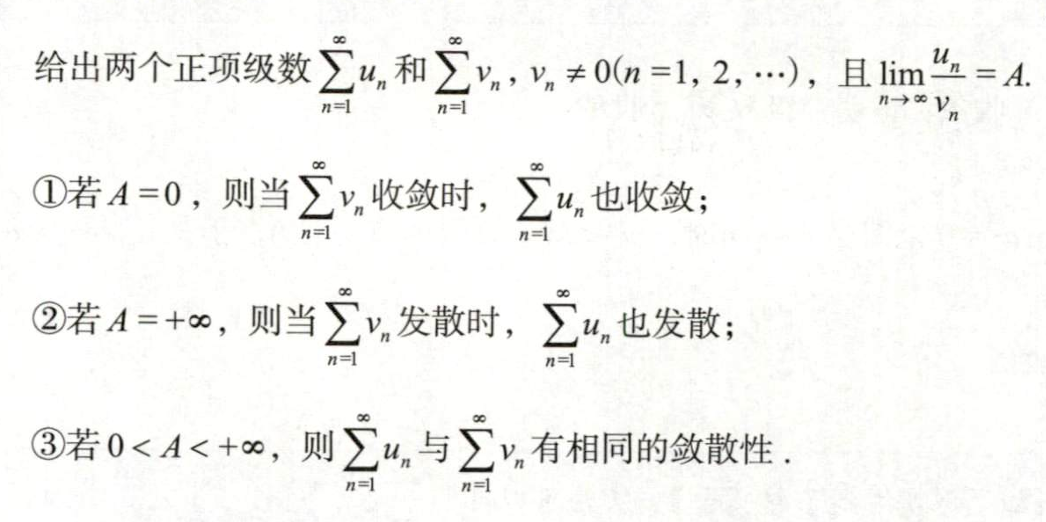 给出两个正项级数 $\sum_{n=1}^{\infty} u_n$ 和 $\sum_{n=1}^{\infty} v_n$, $v_n \neq 0 (n=1, 2, \cdots)$, 且 $\lim_{n \to \infty} \frac{u_n}{v_n} = A$.
①若 $A=0$, 则当 $\sum_{n=1}^{\infty} v_n$ 收敛时, $\sum_{n=1}^{\infty} u_n$ 也收敛;
②若 $A=+\infty$, 则当 $\sum_{n=1}^{\infty} v_n$ 发散时, $\sum_{n=1}^{\infty} u_n$ 也发散;
③若 $0<A<+\infty$, 则 $\sum_{n=1}^{\infty} u_n$ 与 $\sum_{n=1}^{\infty} v_n$ 有相同的敛散性.